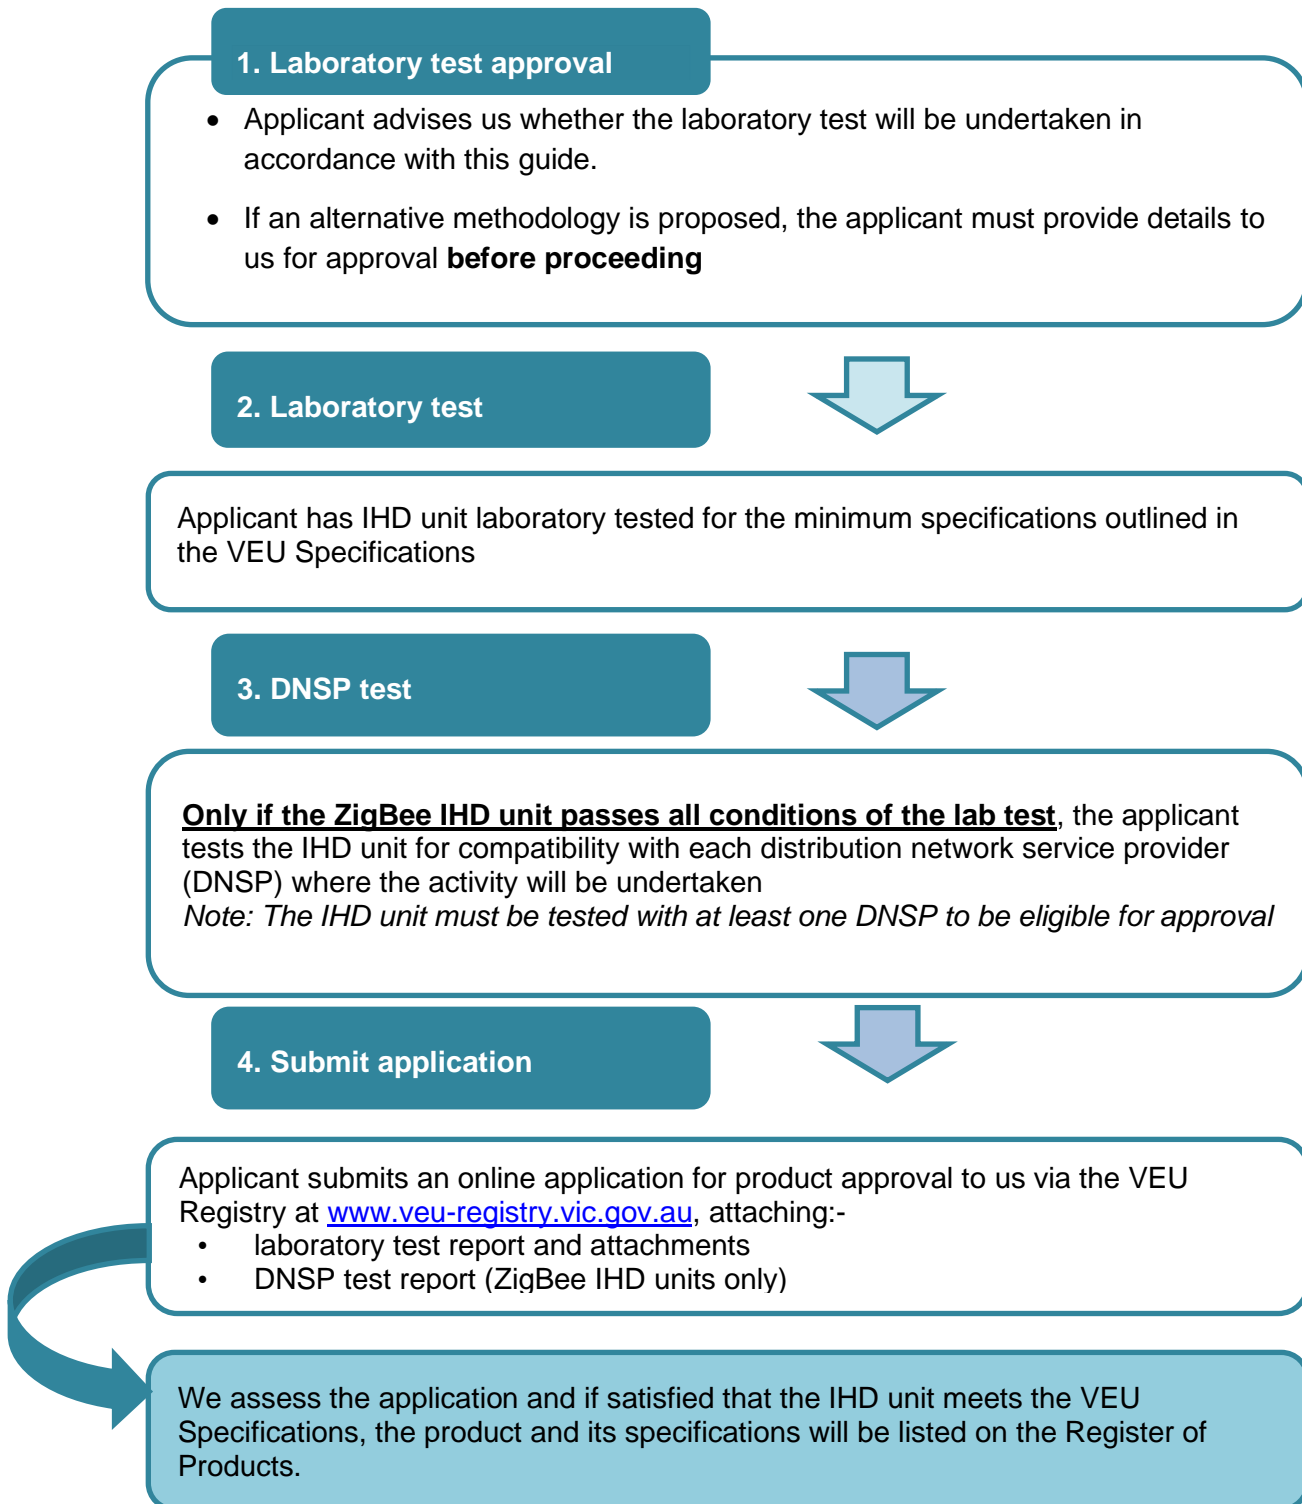 1. Laboratory test approval
• Applicant advises us whether the laboratory test will be undertaken in
accordance with this guide.
• If an alternative methodology is proposed, the applicant must provide details to
us for approval before proceeding
2. Laboratory test
Applicant has IHD unit laboratory tested for the minimum specifications outlined in
the VEU Specifications
3. DNSP test
Only if the ZigBee IHD unit passes all conditions of the lab test, the applicant
tests the IHD unit for compatibility with each distribution network service provider
(DNSP) where the activity will be undertaken
Note: The IHD unit must be tested with at least one DNSP to be eligible for approval
4. Submit application
Applicant submits an online application for product approval to us via the VEU
Registry at www.veu-registry.vic.gov.au, attaching:-
• laboratory test report and attachments
• DNSP test report (ZigBee IHD units only)
We assess the application and if satisfied that the IHD unit meets the VEU
Specifications, the product and its specifications will be listed on the Register of
Products.